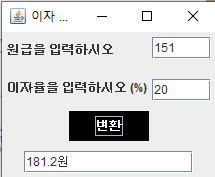 이자 ...
원금을 입력하시오 151
이자율을 입력하시오 (%) 20
변환
181.2원